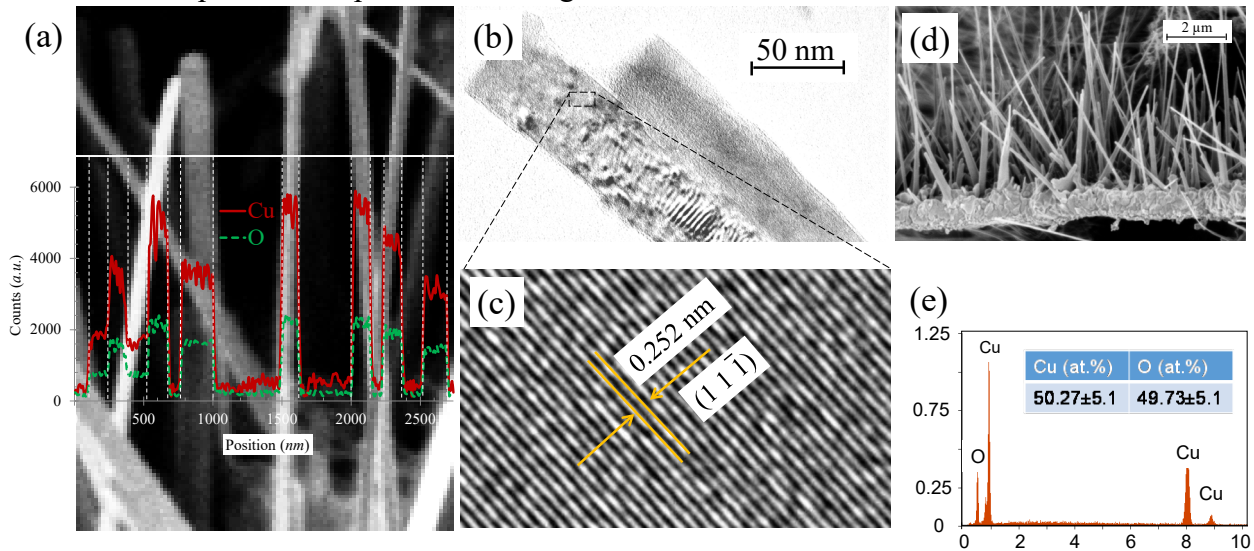 (a)
6000
4000
2000
0
Counts (a.u.)
Cu
O
500
1000
1500
2000
2500
Position (nm)
(b)
50 nm
(c)
0.252 nm
(1 1 1̄)
(d)
2 µm
(e)
1.25
0.75
0.25
0
Cu
O
Cu
Cu
Cu (at.%) O (at.%)
50.27±5.1 49.73±5.1
0 2 4 6 8 10